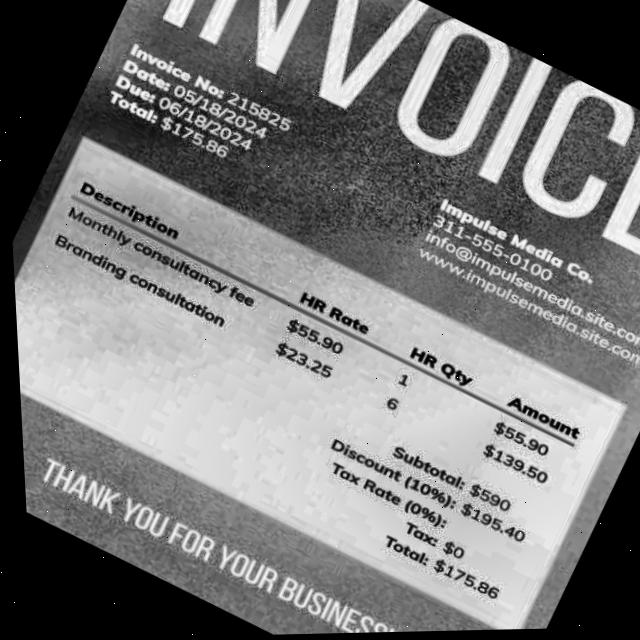 INVOICE
Invoice No: 215825
Date: 05/18/2024
Due: 06/18/2024
Total: $175.86
Impulse Media Co.
311-555-0100
info@impulsemedia.site.com
www.impulsemedia.site.com
Description HR Rate HR Qty Amount
Monthly consultancy fee $55.90 1 $55.90
Branding consultation $23.25 6 $139.50
Subtotal: $590
Discount (10%): $195.40
Tax Rate (0%):
Tax: $0
Total: $175.86
THANK YOU FOR YOUR BUSINESS